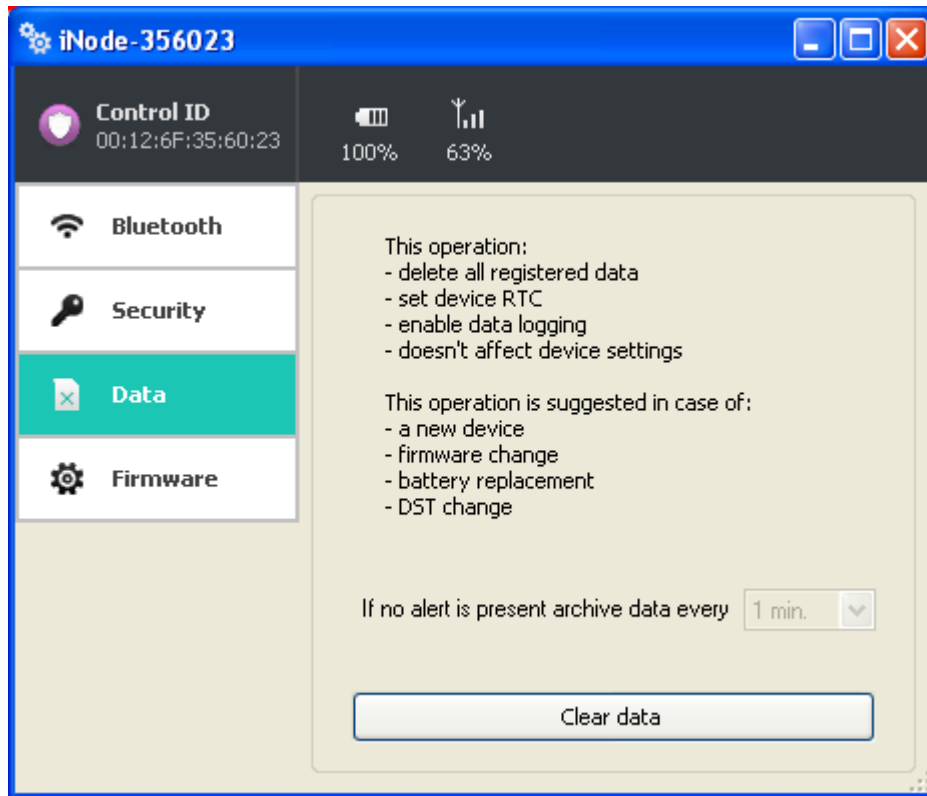 iNode-356023
Control ID
00:12:6F:35:60:23
100%
63%
Bluetooth
Security
Data
Firmware
This operation:
- delete all registered data
- set device RTC
- enable data logging
- doesn't affect device settings
This operation is suggested in case of:
- a new device
- firmware change
- battery replacement
- DST change
If no alert is present archive data every
1 min.
Clear data